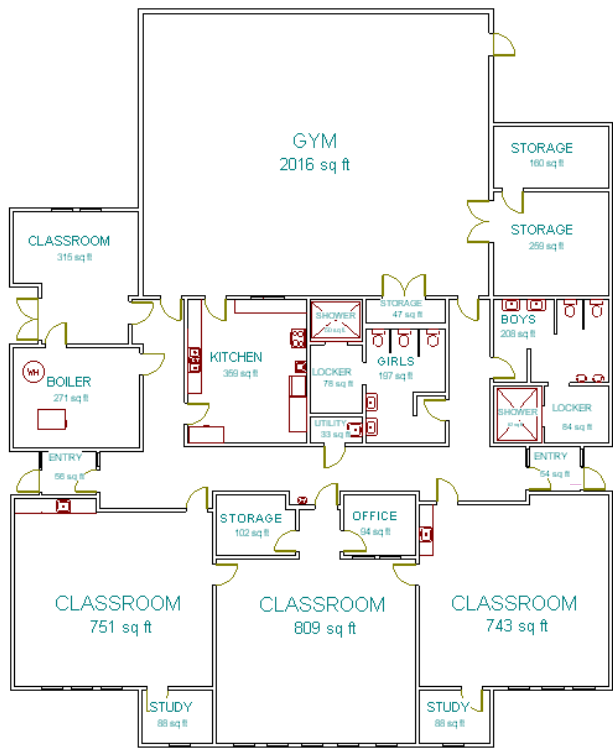 GYM
2016 sq ft
STORAGE
160 sq ft
STORAGE
259 sq ft
CLASSROOM
315 sq ft
STORAGE
47 sq ft
SHOWER
BOYS
208 sq ft
KITCHEN
359 sq ft
GIRLS
197 sq ft
LOCKER
78 sq ft
WH
BOILER
271 sq ft
SHOWER
LOCKER
84 sq ft
UTILITY
33 sq ft
ENTRY
56 sq ft
ENTRY
54 sq ft
STORAGE
102 sq ft
OFFICE
94 sq ft
CLASSROOM
751 sq ft
CLASSROOM
809 sq ft
CLASSROOM
743 sq ft
STUDY
88 sq ft
STUDY
88 sq ft